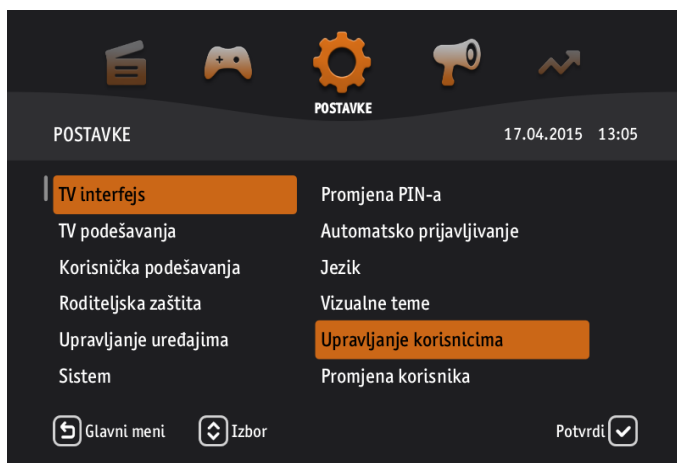 POSTAVKE
POSTAVKE 17.04.2015 13:05
TV interfejs Promjena PIN-a
TV podešavanja Automatsko prijavljivanje
Korisnička podešavanja Jezik
Roditeljska zaštita Vizualne teme
Upravljanje uređajima Upravljanje korisnicima
Sistem Promjena korisnika
Glavni meni Izbor Potvrdi